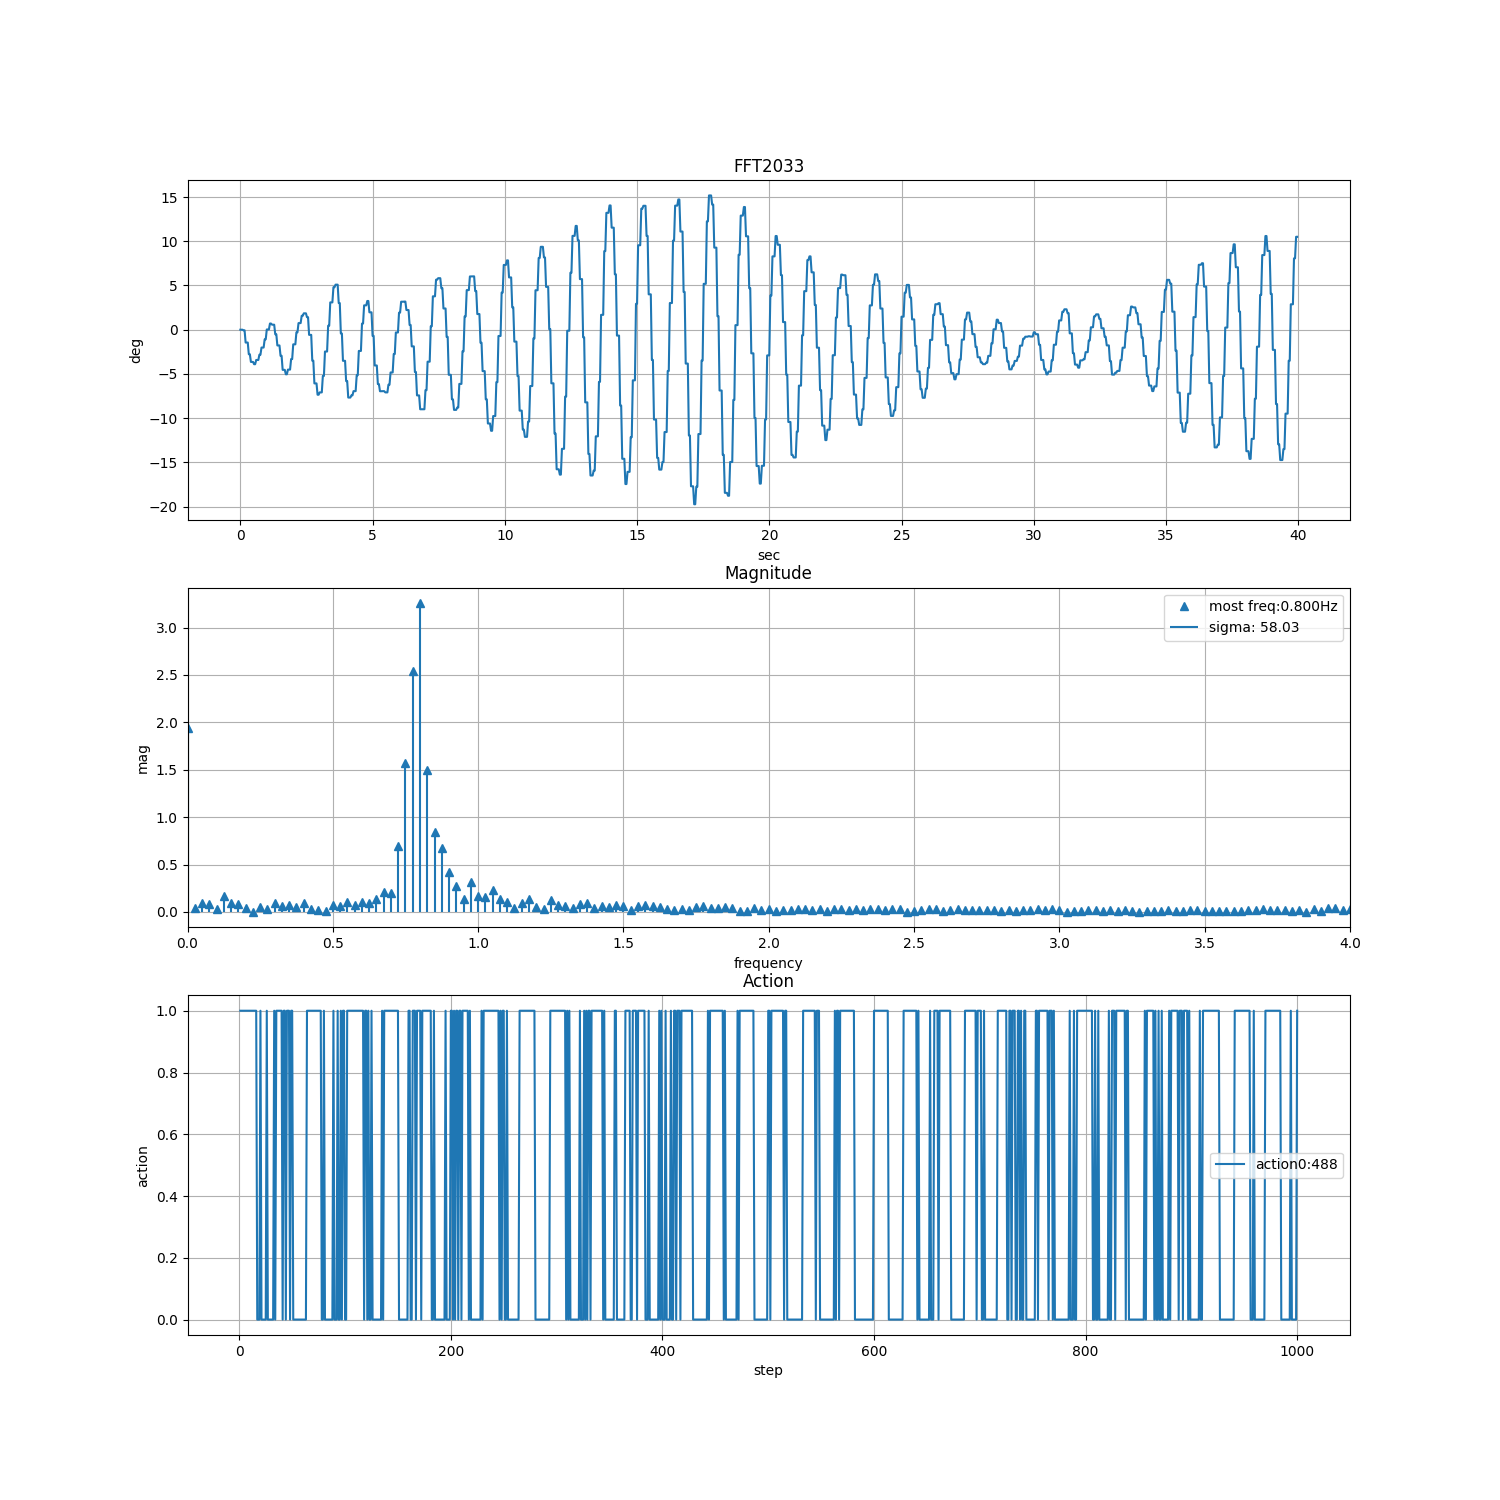 FFT2033
15
10
5
0
−5
−10
−15
−20
deg
0 5 10 15 20 25 30 35 40
sec
Magnitude
3.0
2.5
2.0
1.5
1.0
0.5
0.0
mag
most freq:0.800Hz
sigma: 58.03
0.0 0.5 1.0 1.5 2.0 2.5 3.0 3.5 4.0
frequency
Action
1.0
0.8
0.6
0.4
0.2
0.0
action
action0:488
0 200 400 600 800 1000
step